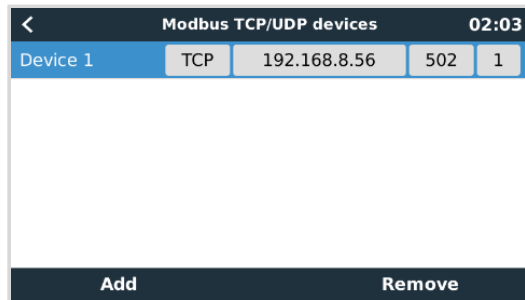 Modbus TCP/UDP devices 02:03
Device 1 TCP 192.168.8.56 502 1
Add Remove